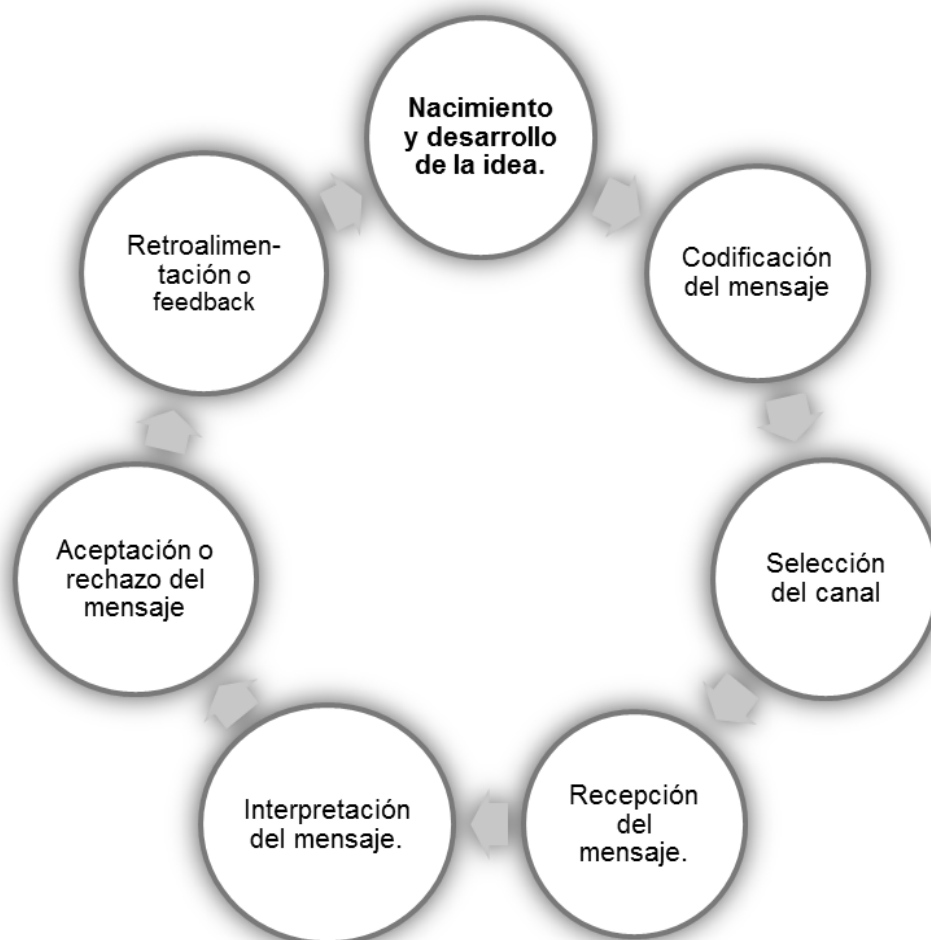 Nacimiento
y desarrollo
de la idea.
Codificación
del mensaje
Selección
del canal
Recepción
del
mensaje.
Interpretación
del mensaje.
Aceptación o
rechazo del
mensaje
Retroalimen-
tación o
feedback